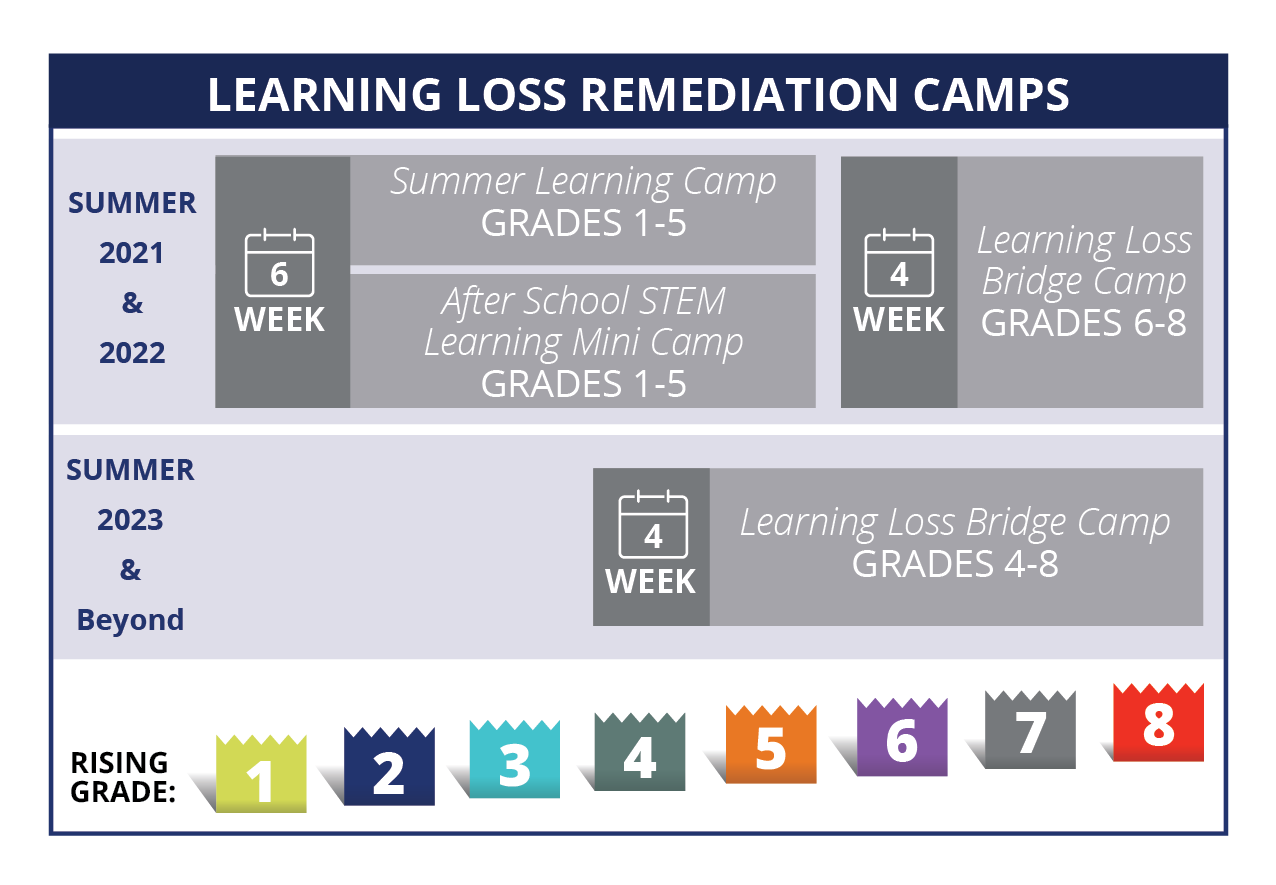 LEARNING LOSS REMEDIATION CAMPS
SUMMER
2021
&
2022
6
WEEK
Summer Learning Camp
GRADES 1-5
After School STEM
Learning Mini Camp
GRADES 1-5
4
WEEK
Learning Loss
Bridge Camp
GRADES 6-8
SUMMER
2023
&
Beyond
4
WEEK
Learning Loss Bridge Camp
GRADES 4-8
RISING
GRADE:
1 2 3 4 5 6 7 8